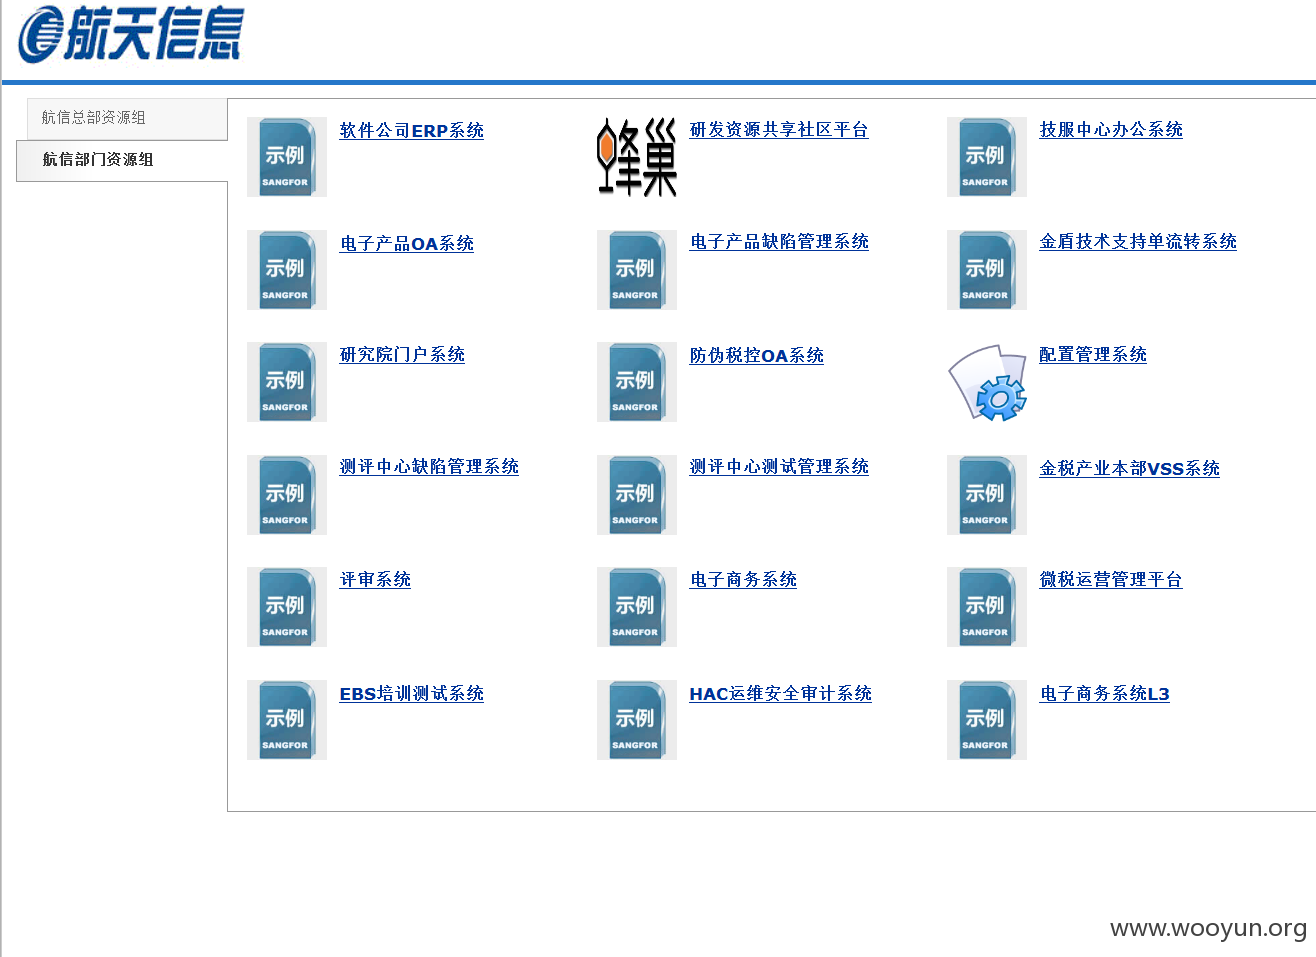 航天信息
航信总部资源组
航信部门资源组
示例
SANGFOR
软件公司ERP系统
蜂巢
研发资源共享社区平台
示例
SANGFOR
技服中心办公系统
示例
SANGFOR
电子产品OA系统
示例
SANGFOR
电子产品缺陷管理系统
示例
SANGFOR
金盾技术支持单流转系统
示例
SANGFOR
研究院门户系统
示例
SANGFOR
防伪税控OA系统
配置管理系统
示例
SANGFOR
测评中心缺陷管理系统
示例
SANGFOR
测评中心测试管理系统
示例
SANGFOR
金税产业本部VSS系统
示例
SANGFOR
评审系统
示例
SANGFOR
电子商务系统
示例
SANGFOR
微税运营管理平台
示例
SANGFOR
EBS培训测试系统
示例
SANGFOR
HAC运维安全审计系统
示例
SANGFOR
电子商务系统L3
www.wooyun.org